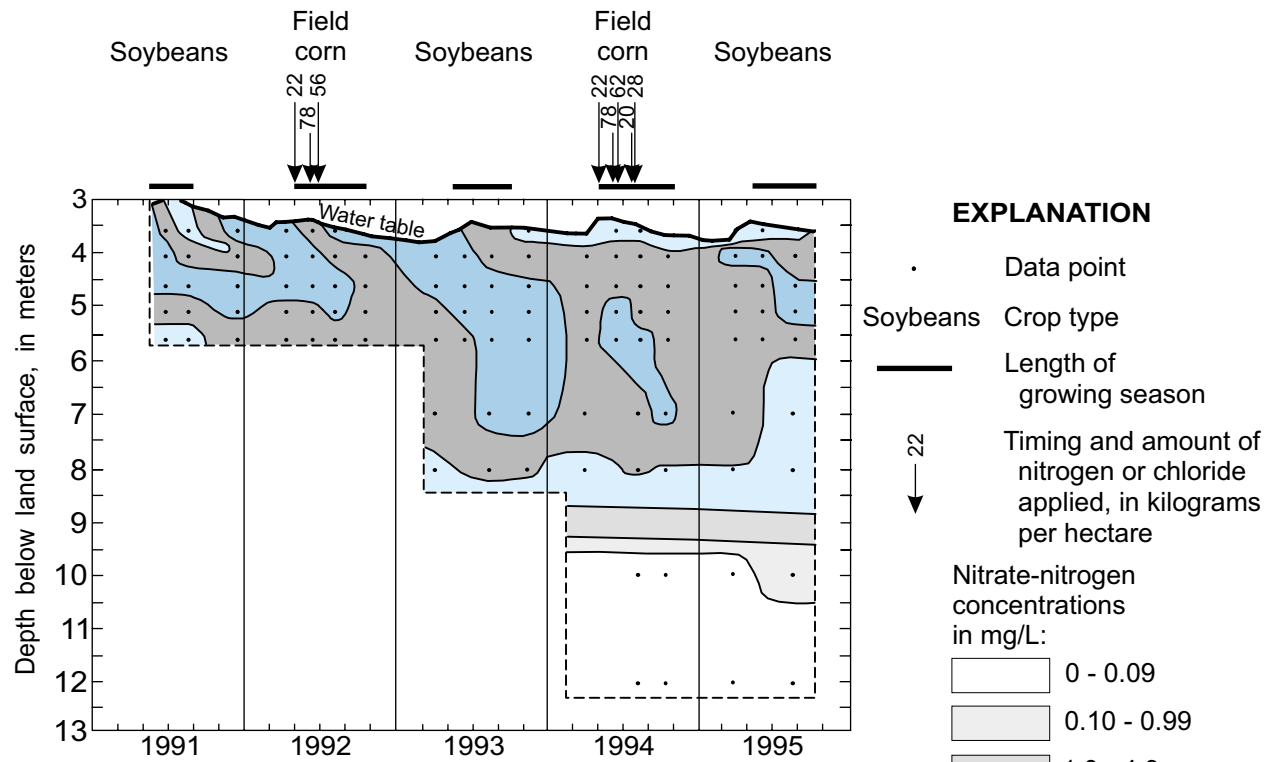 Field
Field
Soybeans
corn
Soybeans
corn
Soybeans
22
78
56
22
78
62
20
28
3
4
5
6
7
8
9
10
11
12
13
Depth below land surface, in meters
Water table
1991
1992
1993
1994
1995
EXPLANATION
Data point
Soybeans Crop type
Length of
growing season
22
Timing and amount of
nitrogen or chloride
applied, in kilograms
per hectare
Nitrate-nitrogen
concentrations
in mg/L:
0 - 0.09
0.10 - 0.99